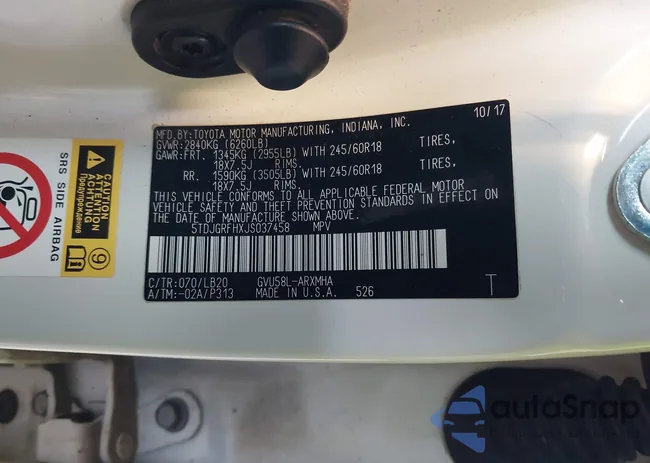 10/17
MFD.BY:TOYOTA MOTOR MANUFACTURING, INDIANA, INC.
GVWR:2840KG (6260LB)
GAWR:FRT. 1345KG (2955LB) WITH 245/60R18 TIRES,
18X7.5J RIMS.
RR. 1590KG (3505LB) WITH 245/60R18 TIRES,
18X7.5J RIMS.
THIS VEHICLE CONFORMS TO ALL APPLICABLE FEDERAL MOTOR
VEHICLE SAFETY AND THEFT PREVENTION STANDARDS IN EFFECT ON
THE DATE OF MANUFACTURE SHOWN ABOVE.
5TDJGRFHXJS037458 MPV
C/TR:070/LB20 GVU58L-ARXMHA
A/TM:-02A/P313 MADE IN U.S.A. 526
T
SRS SIDE AIRBAG
CAUTION
ATTENTION
ACHTUNG
Предупреждение
9
autoSnap